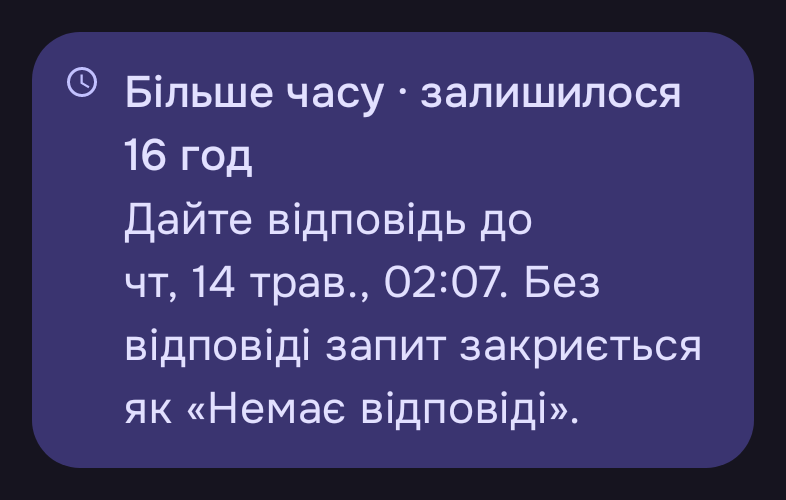 Більше часу · залишилося
16 год
Дайте відповідь до
чт, 14 трав., 02:07. Без
відповіді запит закриється
як «Немає відповіді».